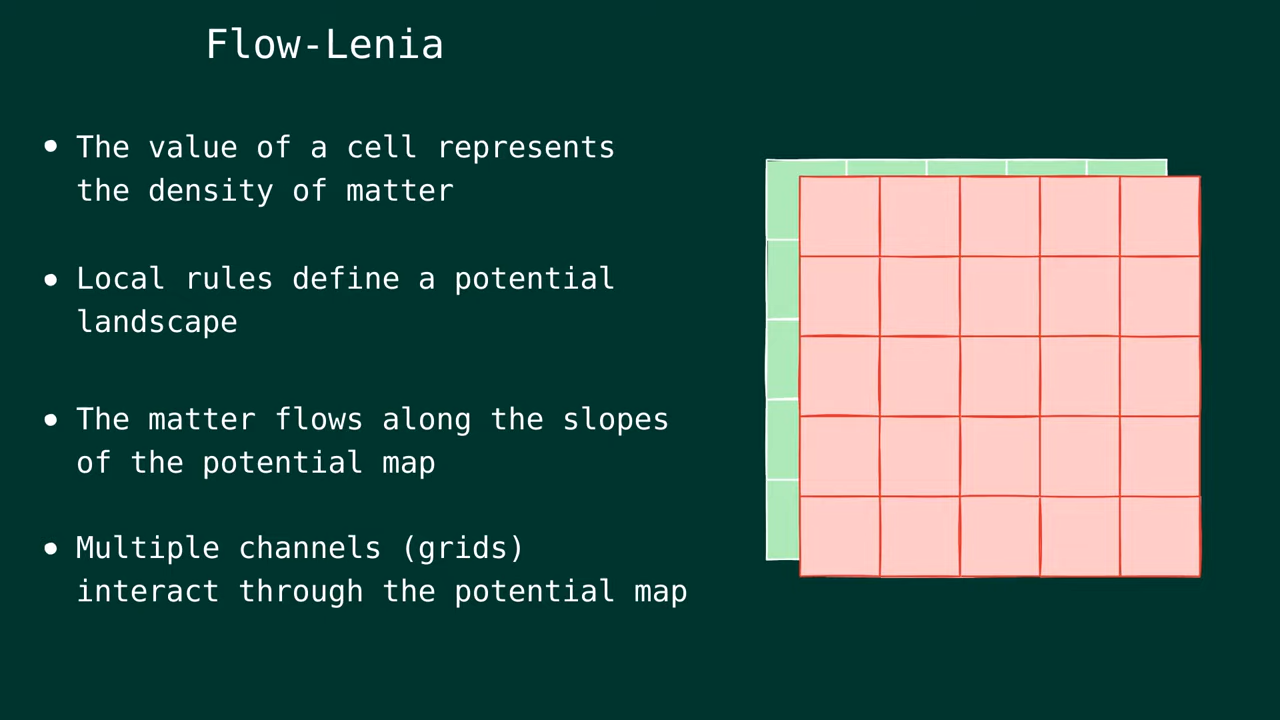 Flow-Lenia
• The value of a cell represents
the density of matter
• Local rules define a potential
landscape
• The matter flows along the slopes
of the potential map
• Multiple channels (grids)
interact through the potential map